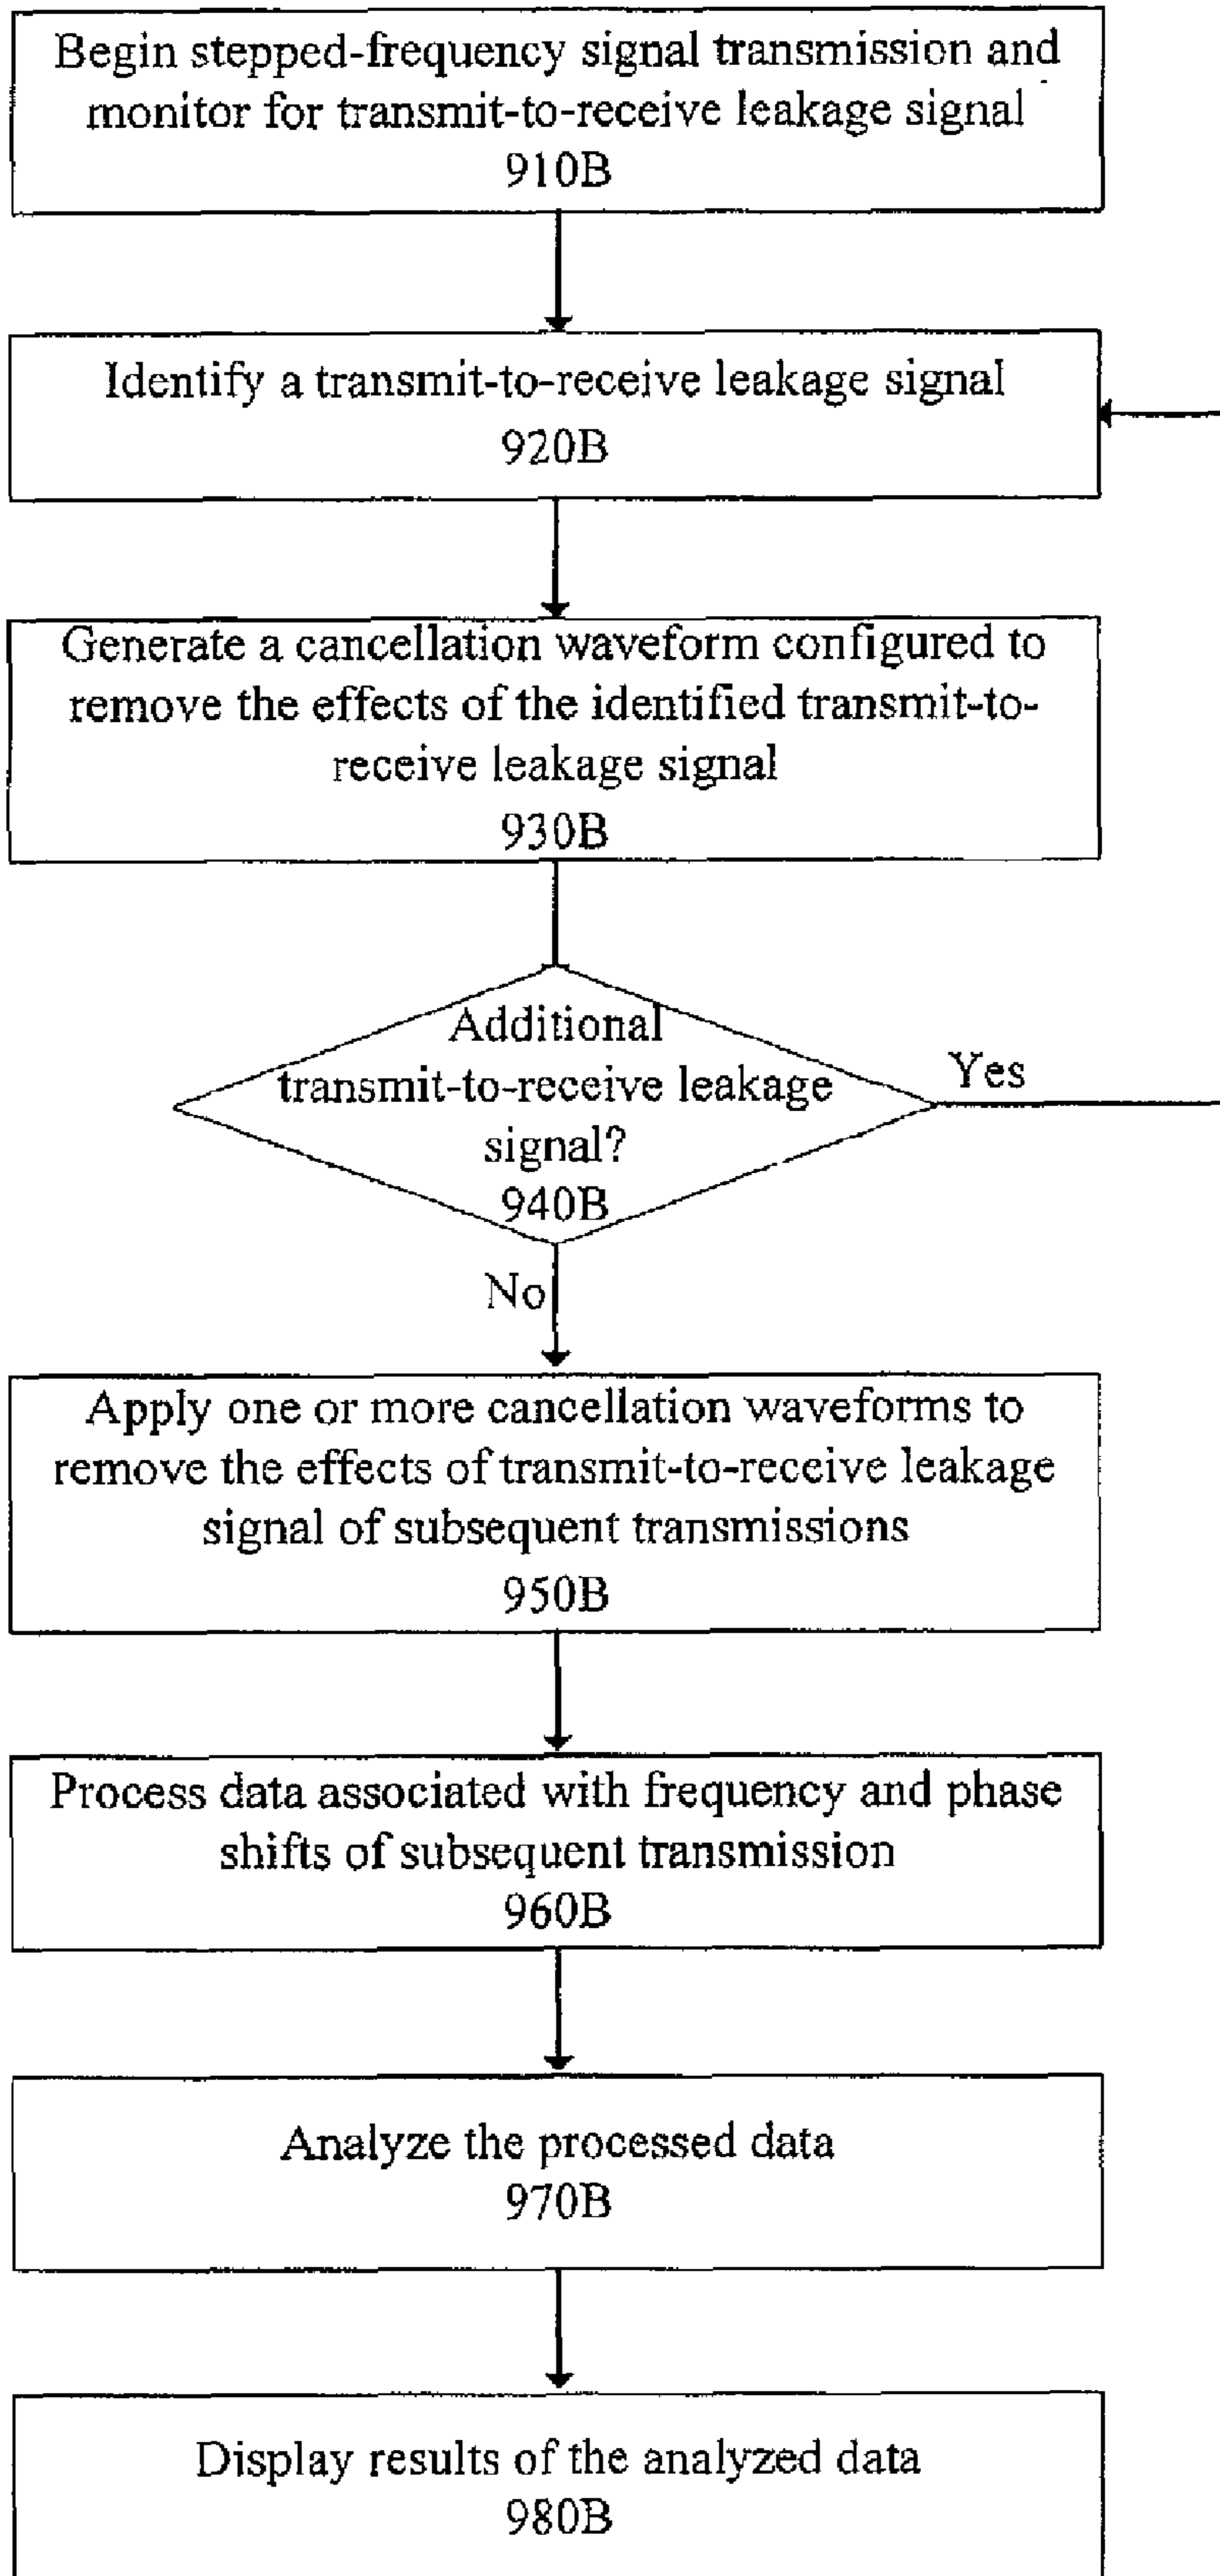 Begin stepped-frequency signal transmission and
monitor for transmit-to-receive leakage signal
910B
Identify a transmit-to-receive leakage signal
920B
Generate a cancellation waveform configured to
remove the effects of the identified transmit-to-
receive leakage signal
930B
Additional
transmit-to-receive leakage
signal?
940B
Yes
No
Apply one or more cancellation waveforms to
remove the effects of transmit-to-receive leakage
signal of subsequent transmissions
950B
Process data associated with frequency and phase
shifts of subsequent transmission
960B
Analyze the processed data
970B
Display results of the analyzed data
980B